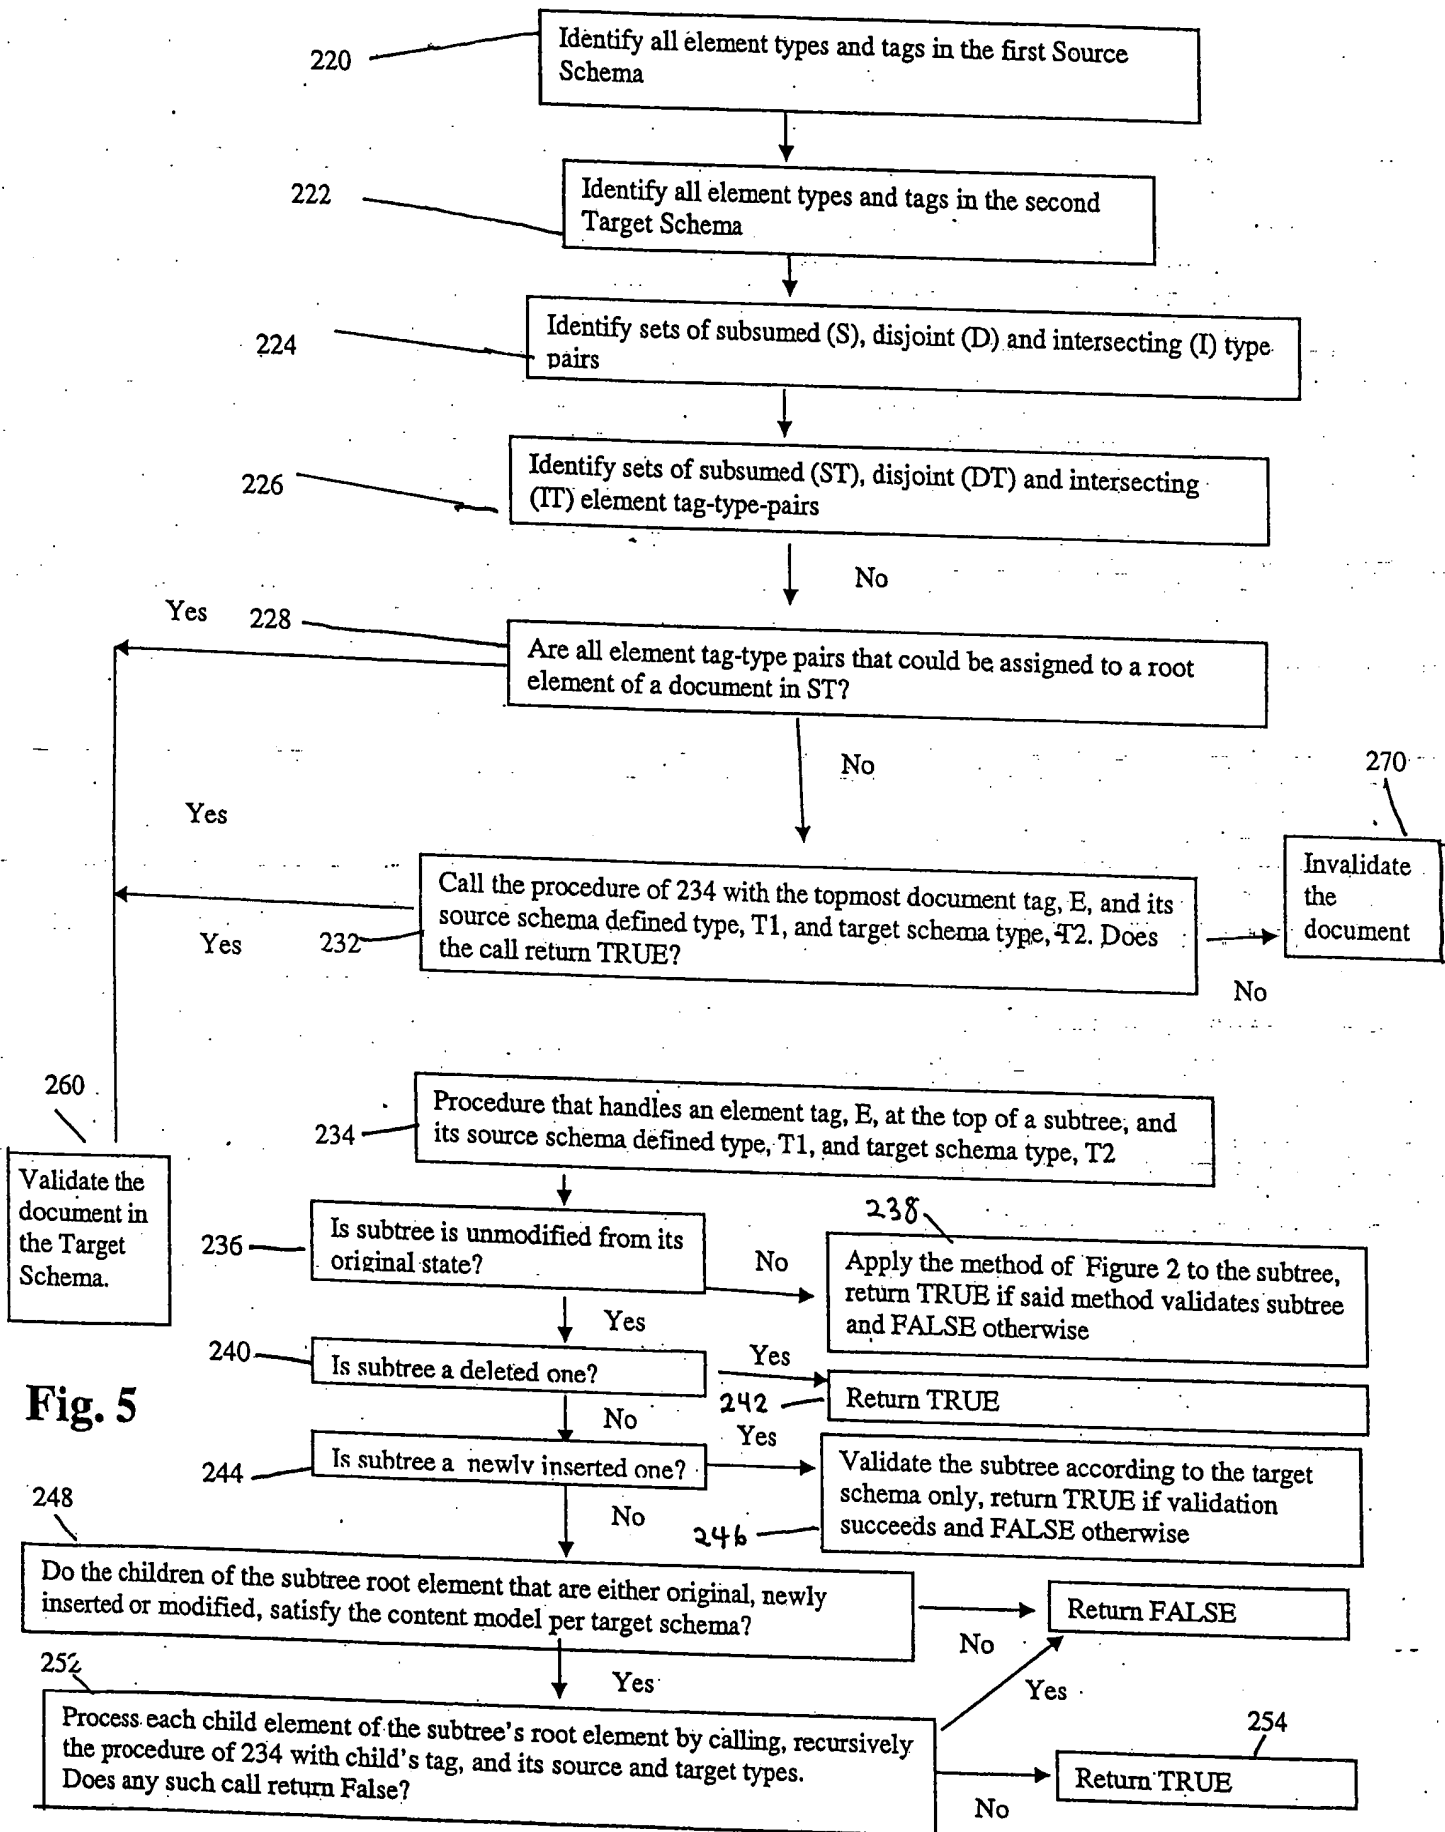 220
Identify all element types and tags in the first Source
Schema
222
Identify all element types and tags in the second
Target Schema
224
Identify sets of subsumed (S), disjoint (D) and intersecting (I) type
pairs
226
Identify sets of subsumed (ST), disjoint (DT) and intersecting
(IT) element tag-type-pairs
No
Yes
228
Are all element tag-type pairs that could be assigned to a root
element of a document in ST?
No
270
Yes
Invalidate
the
document
Call the procedure of 234 with the topmost document tag, E, and its
source schema defined type, T1, and target schema type, T2. Does
the call return TRUE?
Yes
232
No
260
Validate the
document in
the Target
Schema.
234
Procedure that handles an element tag, E, at the top of a subtree, and
its source schema defined type, T1, and target schema type, T2
236
Is subtree is unmodified from its
original state?
No
238
Apply the method of Figure 2 to the subtree,
return TRUE if said method validates subtree
and FALSE otherwise
Yes
240
Is subtree a deleted one?
Yes
242
Return TRUE
Fig. 5
No
244
Is subtree a newly inserted one?
Yes
246
Validate the subtree according to the target
schema only, return TRUE if validation
succeeds and FALSE otherwise
No
248
Do the children of the subtree root element that are either original, newly
inserted or modified, satisfy the content model per target schema?
No
Return FALSE
Yes
252
Process each child element of the subtree's root element by calling, recursively
the procedure of 234 with child's tag, and its source and target types.
Does any such call return False?
Yes
254
Return TRUE
No